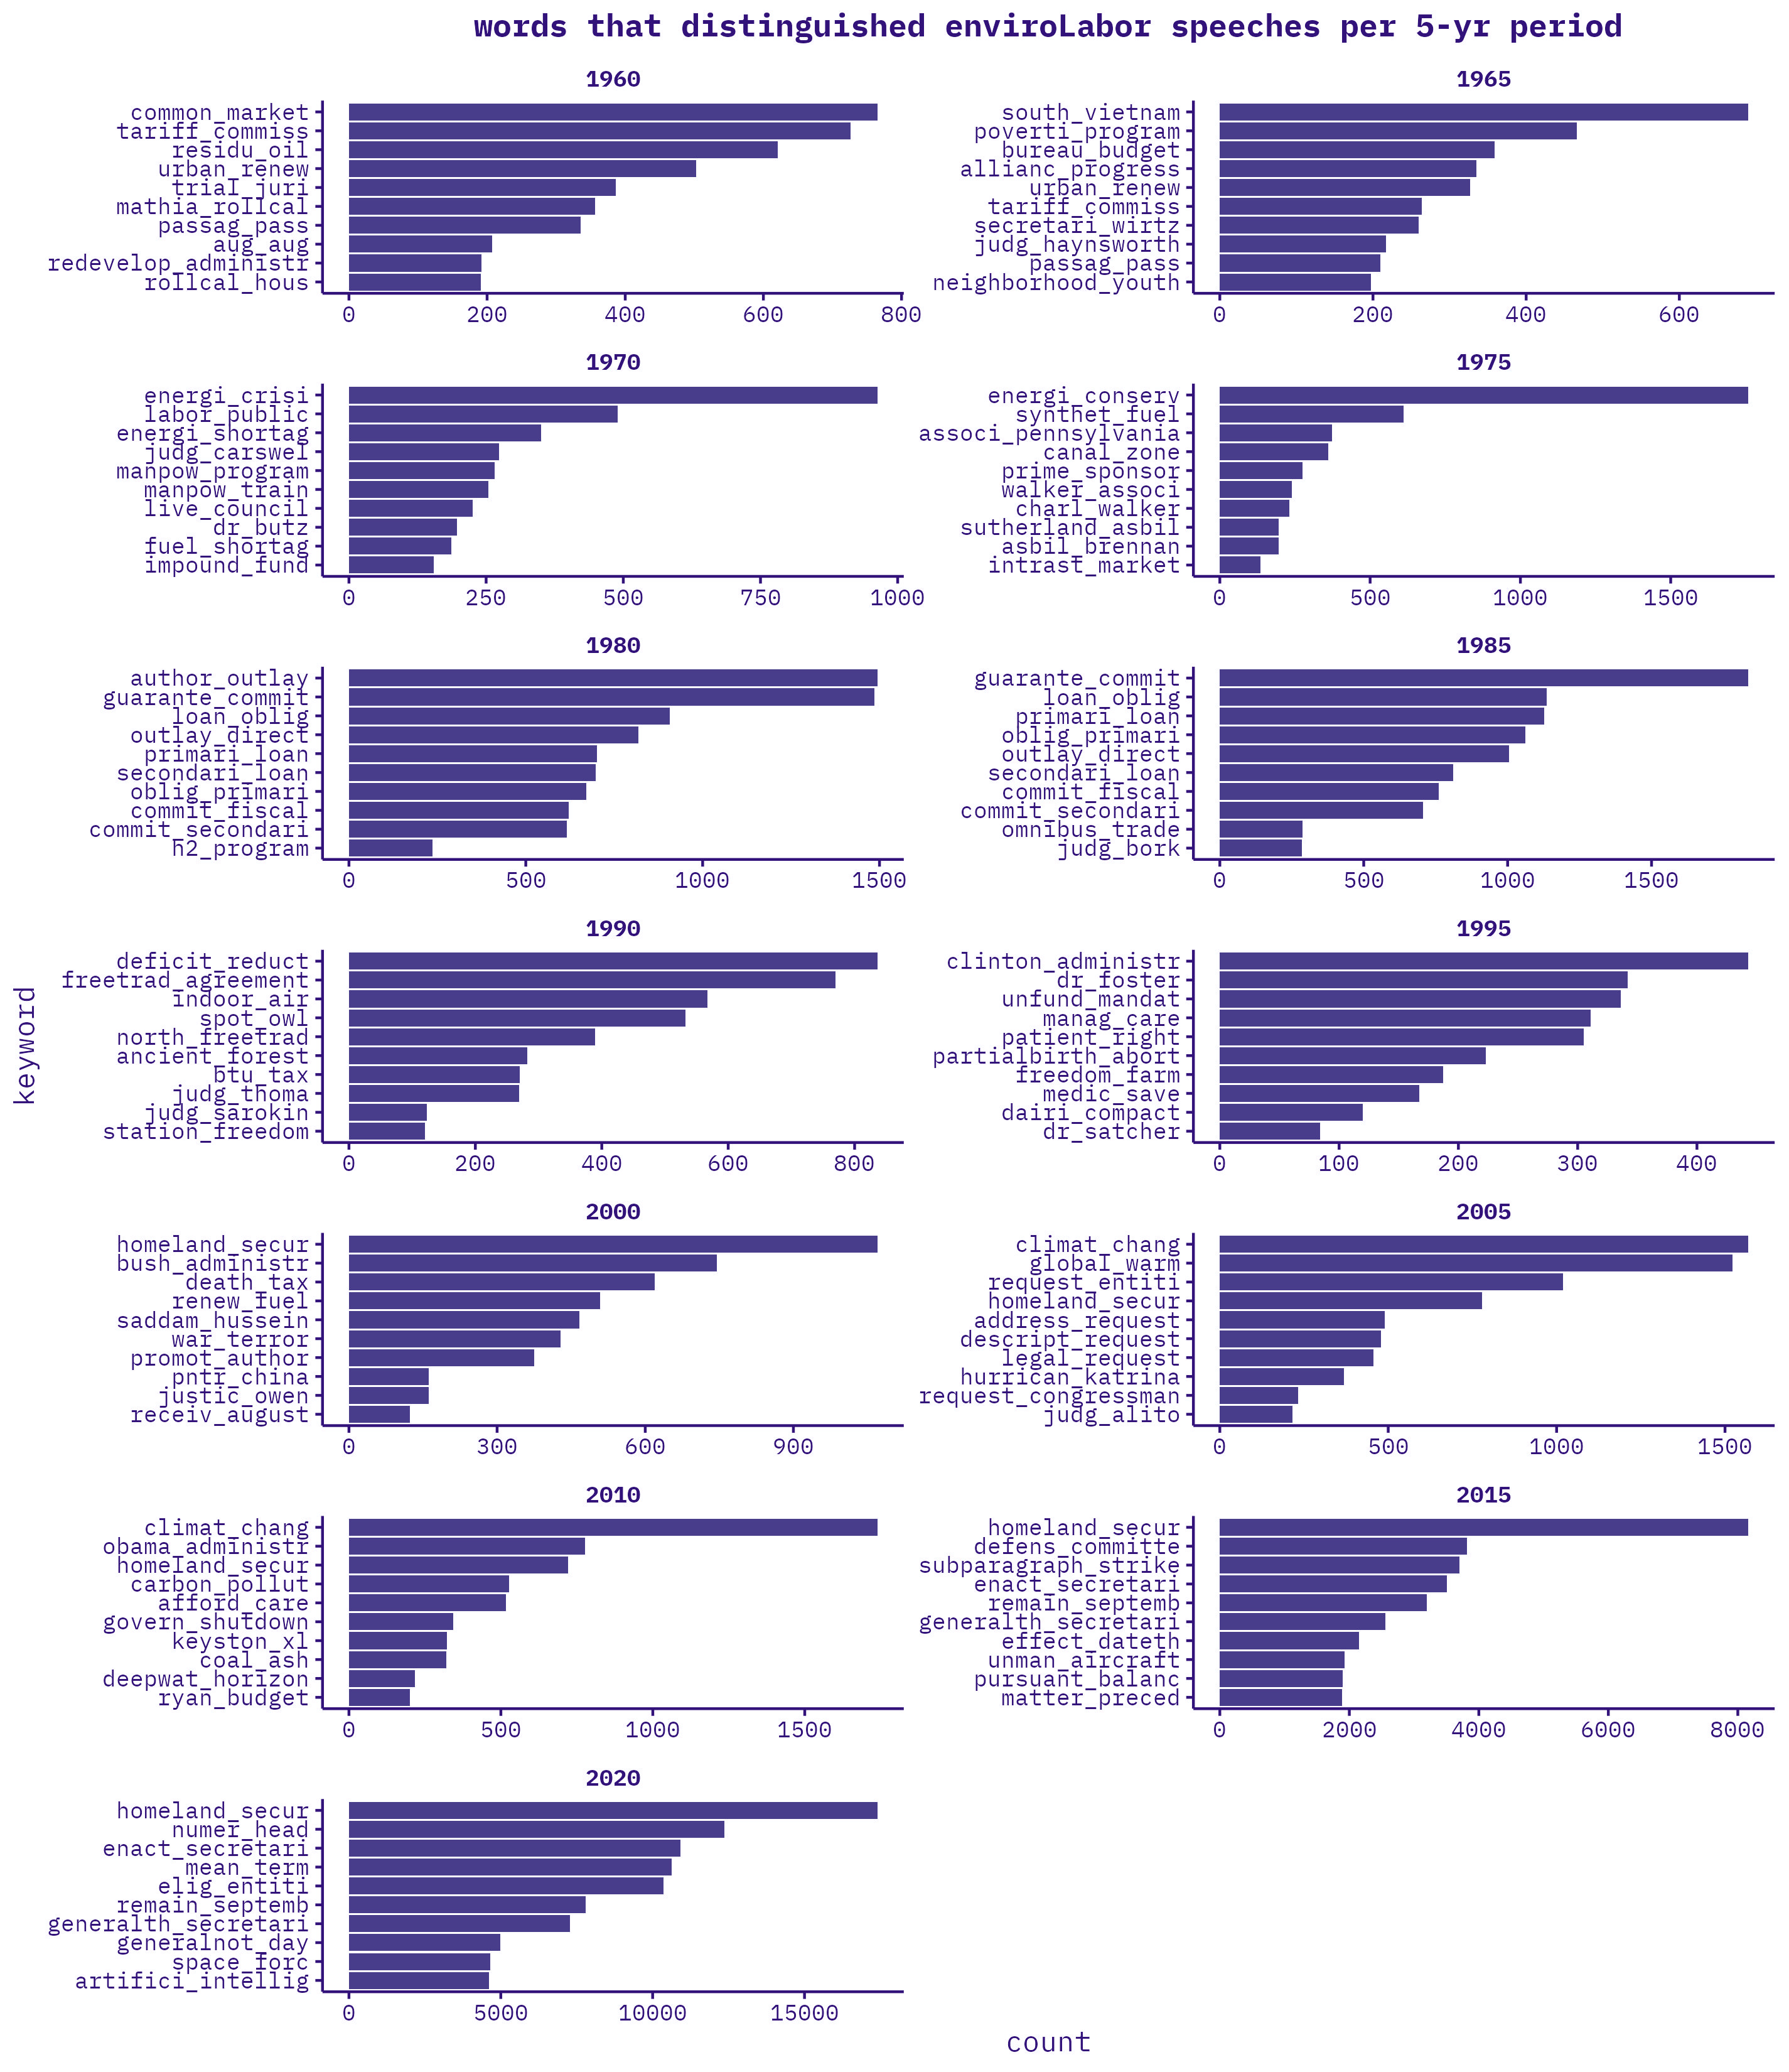 words that distinguished enviroLabor speeches per 5-yr period
1960
common_market
tariff_commiss
residu_oil
urban_renew
trial_juri
mathia_rollcal
passag_pass
aug_aug
redevelop_administr
rollcal_hous
0 200 400 600 800
1965
south_vietnam
poverti_program
bureau_budget
allianc_progress
urban_renew
tariff_commiss
secretari_wirtz
judg_haynsworth
passag_pass
neighborhood_youth
0 200 400 600
1970
energi_crisi
labor_public
energi_shortag
judg_carswel
manpow_program
manpow_train
live_council
dr_butz
fuel_shortag
impound_fund
0 250 500 750 1000
1975
energi_conserv
synthet_fuel
associ_pennsylvania
canal_zone
prime_sponsor
walker_associ
charl_walker
sutherland_asbil
asbil_brennan
intrast_market
0 500 1000 1500
1980
author_outlay
guarante_commit
loan_oblig
outlay_direct
primari_loan
secondari_loan
oblig_primari
commit_fiscal
commit_secondari
h2_program
0 500 1000 1500
1985
guarante_commit
loan_oblig
primari_loan
oblig_primari
outlay_direct
secondari_loan
commit_fiscal
commit_secondari
omnibus_trade
judg_bork
0 500 1000 1500
keyword
1990
deficit_reduct
freetrad_agreement
indoor_air
spot_owl
north_freetrad
ancient_forest
btu_tax
judg_thoma
judg_sarokin
station_freedom
0 200 400 600 800
1995
clinton_administr
dr_foster
unfund_mandat
manag_care
patient_right
partialbirth_abort
freedom_farm
medic_save
dairi_compact
dr_satcher
0 100 200 300 400
2000
homeland_secur
bush_administr
death_tax
renew_fuel
saddam_hussein
war_terror
promot_author
pntr_china
justic_owen
receiv_august
0 300 600 900
2005
climat_chang
global_warm
request_entiti
homeland_secur
address_request
descript_request
legal_request
hurrican_katrina
request_congressman
judg_alito
0 500 1000 1500
2010
climat_chang
obama_administr
homeland_secur
carbon_pollut
afford_care
govern_shutdown
keyston_xl
coal_ash
deepwat_horizon
ryan_budget
0 500 1000 1500
2015
homeland_secur
defens_committe
subparagraph_strike
enact_secretari
remain_septemb
generalth_secretari
effect_dateth
unman_aircraft
pursuant_balanc
matter_preced
0 2000 4000 6000 8000
2020
homeland_secur
numer_head
enact_secretari
mean_term
elig_entiti
remain_septemb
generalth_secretari
generalnot_day
space_forc
artifici_intellig
0 5000 10000 15000
count